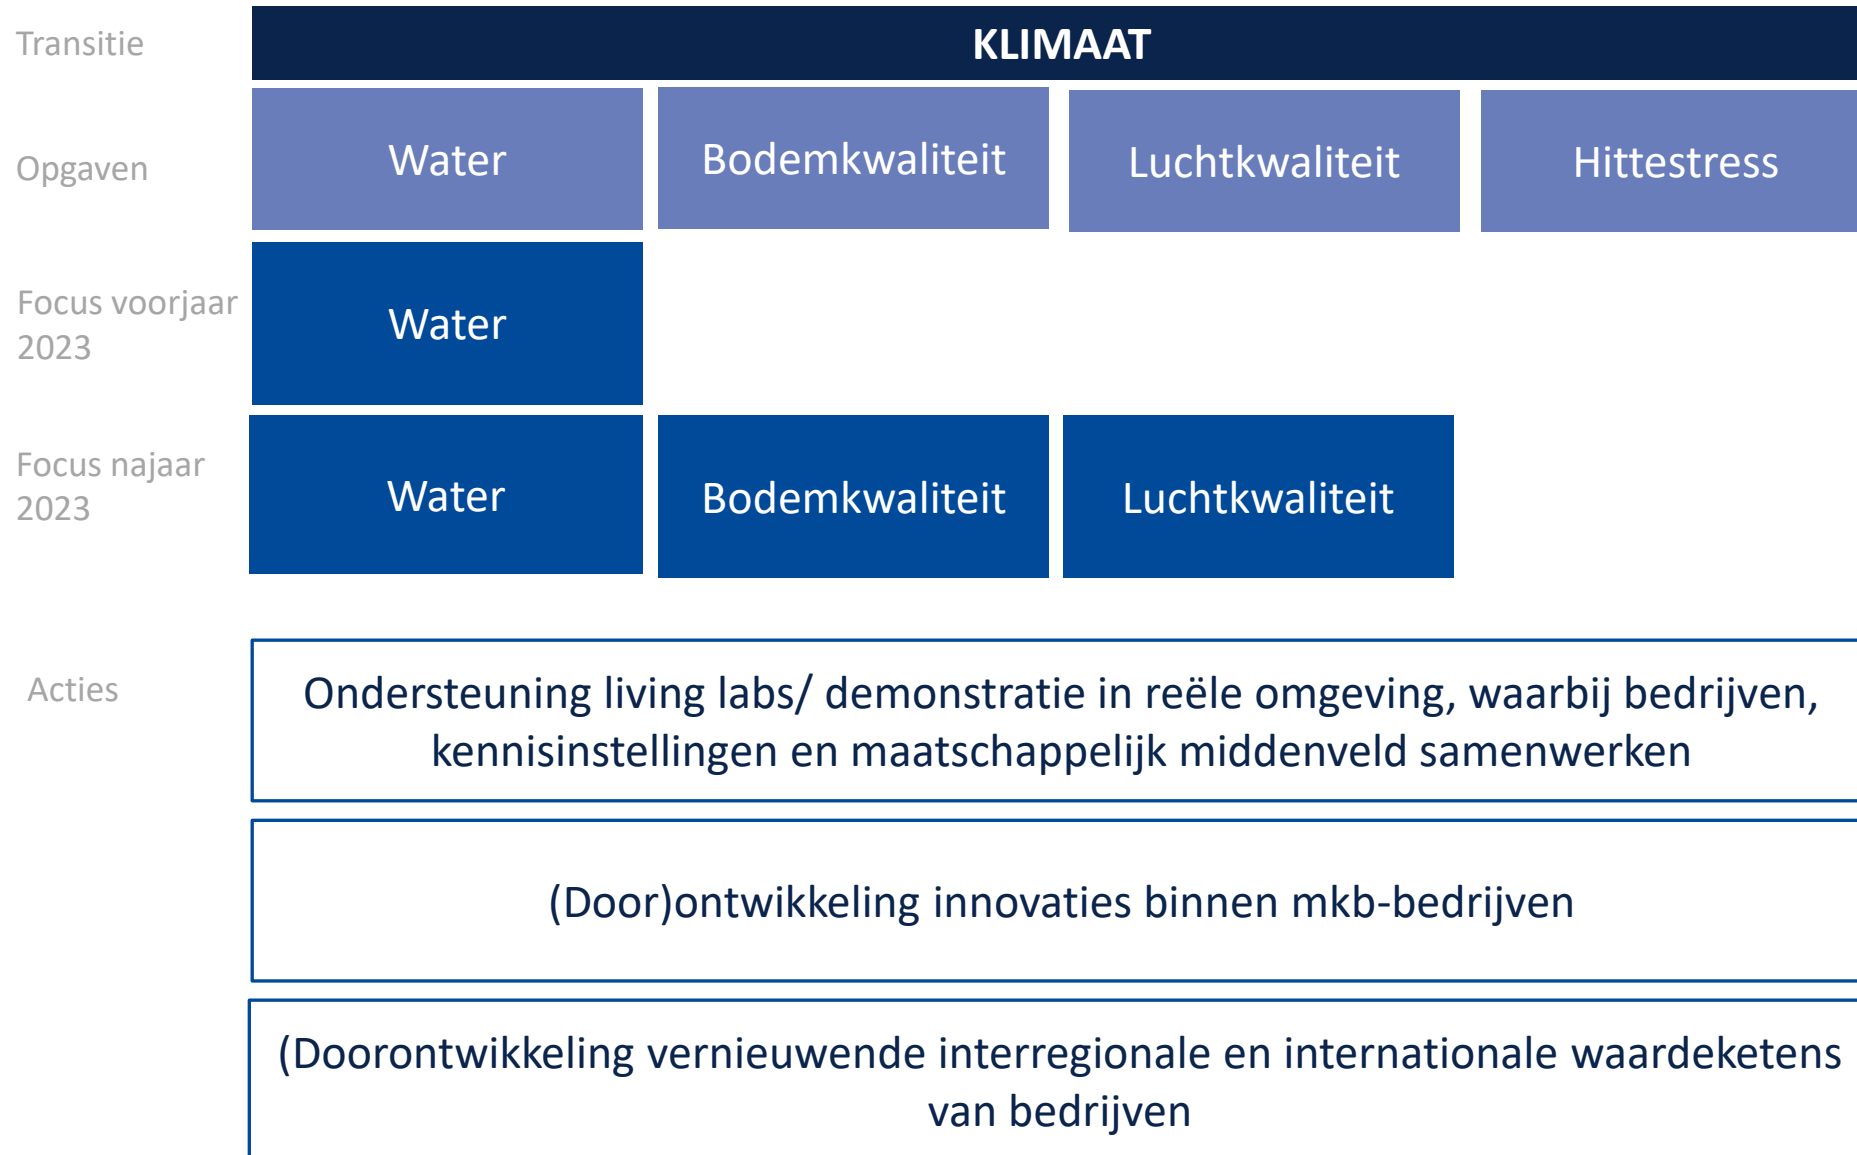 Transitie
KLIMAAT
Opgaven
Water
Bodemkwaliteit
Luchtkwaliteit
Hittestress
Focus voorjaar
2023
Water
Focus najaar
2023
Water
Bodemkwaliteit
Luchtkwaliteit
Acties
Ondersteuning living labs/ demonstratie in reële omgeving, waarbij bedrijven,
kennisinstellingen en maatschappelijk middenveld samenwerken
(Door)ontwikkeling innovaties binnen mkb-bedrijven
(Doorontwikkeling vernieuwende interregionale en internationale waardeketens
van bedrijven